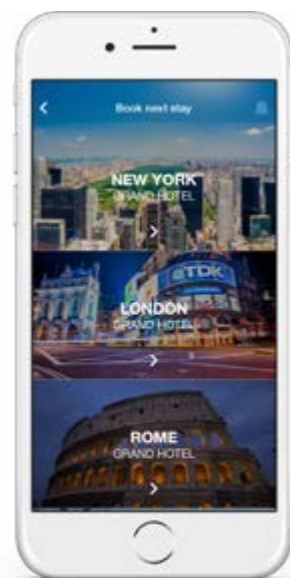 Book next stay
NEW YORK
GRAND HOTEL
TDK
LONDON
GRAND HOTEL
ROME
GRAND HOTEL